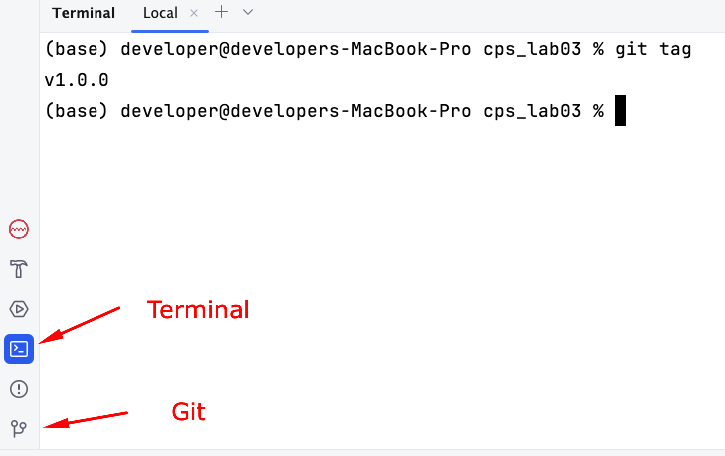 Terminal Local × + 
(base) developer@developers-MacBook-Pro cps_lab03 % git tag
v1.0.0
(base) developer@developers-MacBook-Pro cps_lab03 %
Terminal
Git